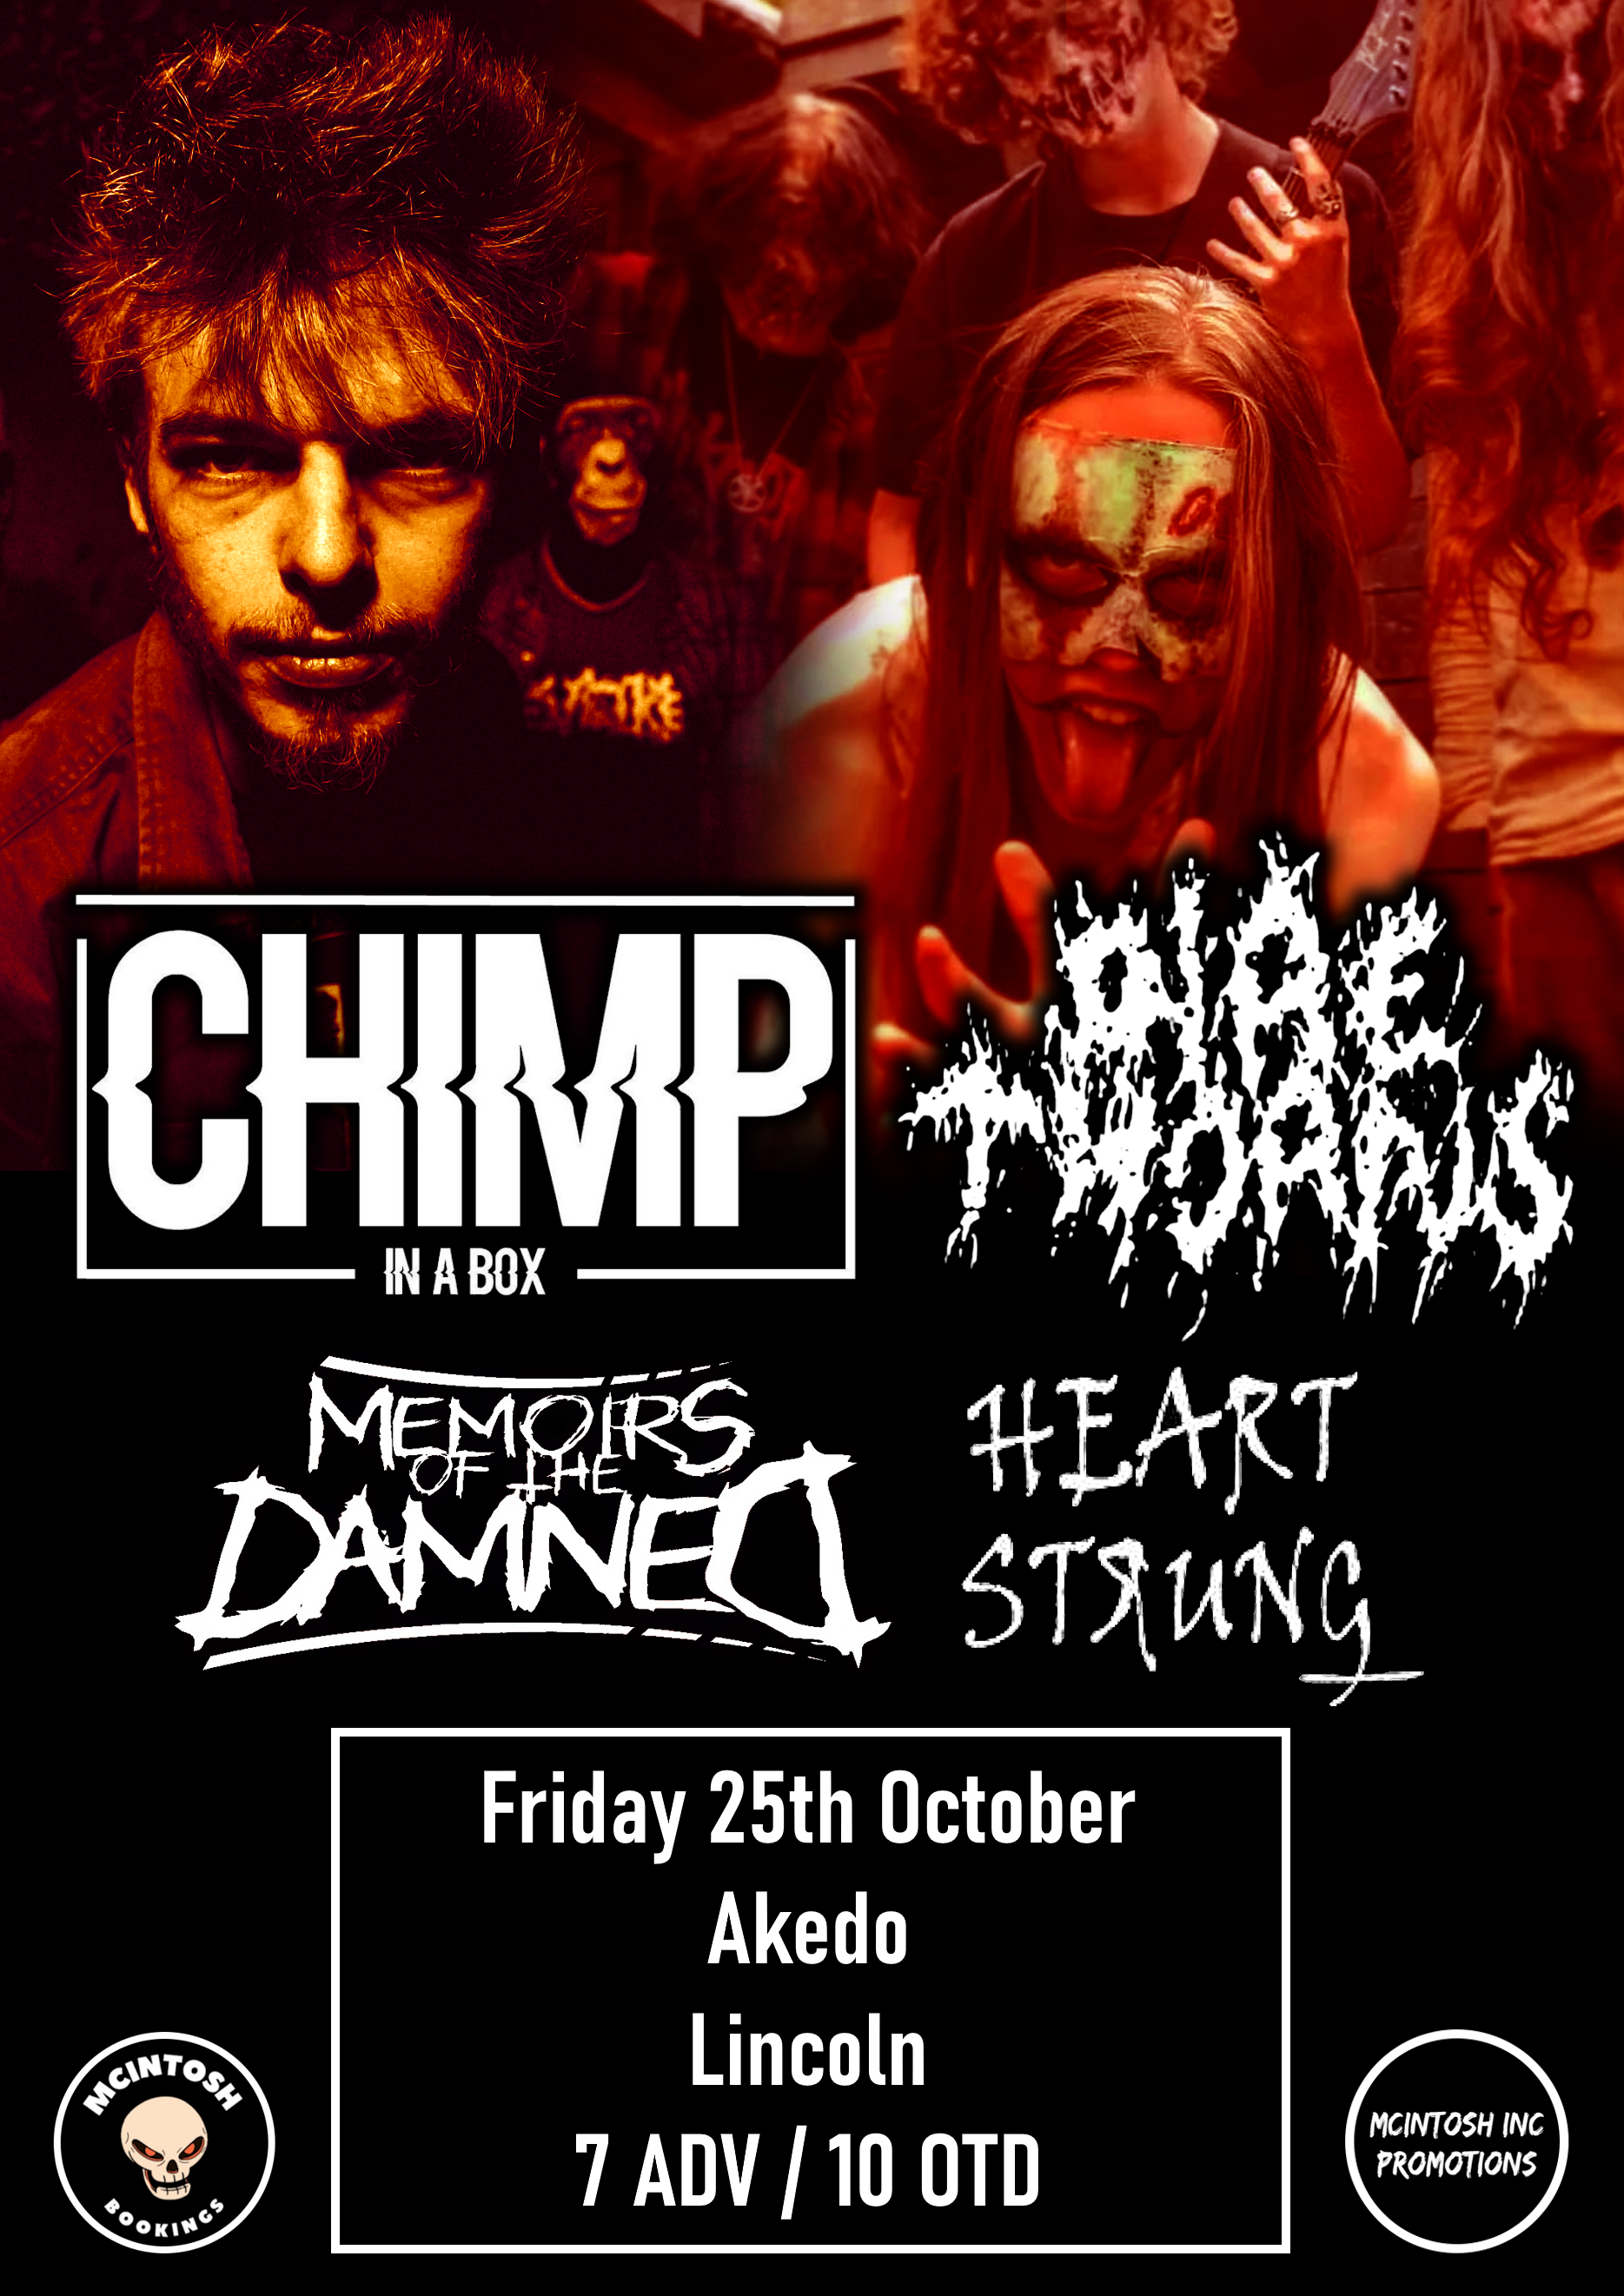 CHIMP
IN A BOX
MEMOIRS
OF THE
DAMNED
HEART
STRUNG
Friday 25th October
Akedo
Lincoln
7 ADV / 10 OTD
MCINTOSH
BOOKINGS
MCINTOSH INC
PROMOTIONS